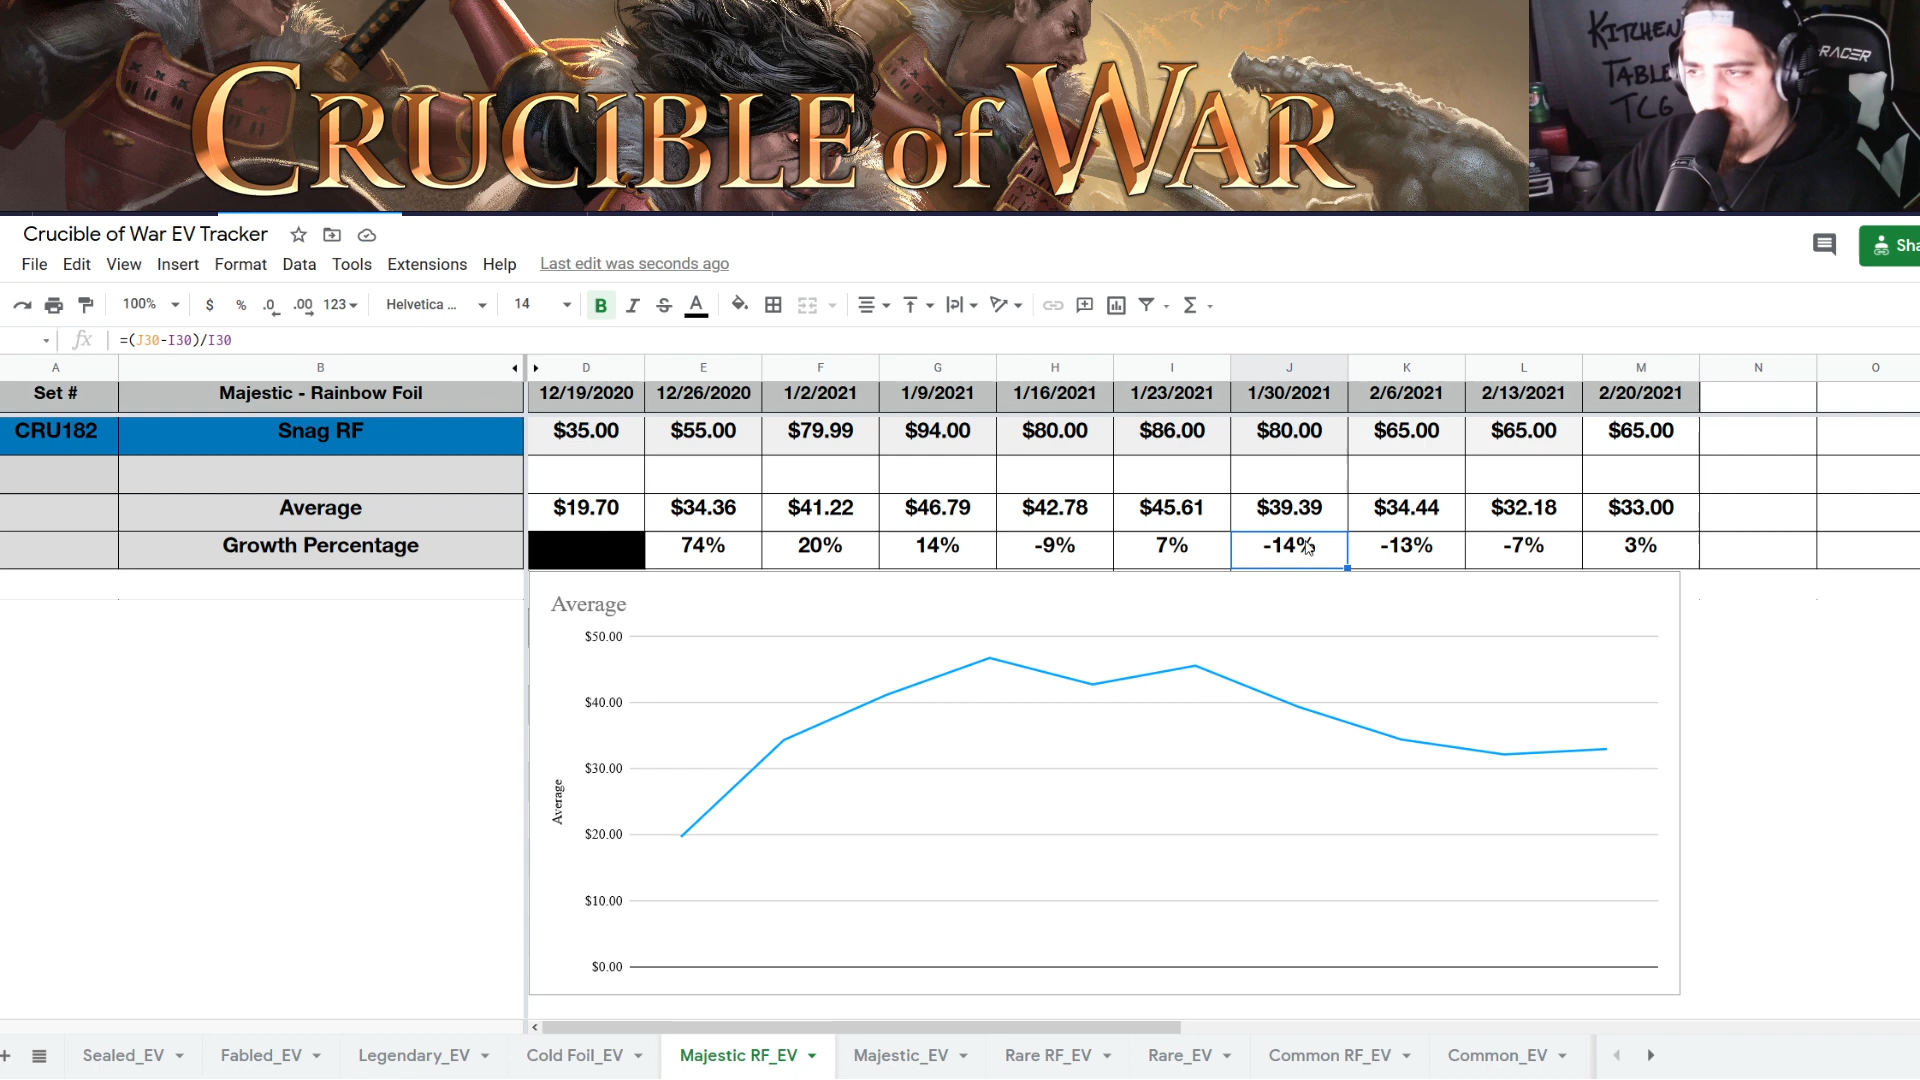 CRUCIBLE of WAR
KITCHEN
TABLE
TCG
RACER
Crucible of War EV Tracker
File Edit View Insert Format Data Tools Extensions Help Last edit was seconds ago
100% $ % .0 .00 123 Helvetica ... 14 B I S A Σ
fx =(J30-I30)/I30
A B D E F G H I J K L M N O
Set # Majestic - Rainbow Foil 12/19/2020 12/26/2020 1/2/2021 1/9/2021 1/16/2021 1/23/2021 1/30/2021 2/6/2021 2/13/2021 2/20/2021
CRU182 Snag RF $35.00 $55.00 $79.99 $94.00 $80.00 $86.00 $80.00 $65.00 $65.00 $65.00
Average $19.70 $34.36 $41.22 $46.79 $42.78 $45.61 $39.39 $34.44 $32.18 $33.00
Growth Percentage 74% 20% 14% -9% 7% -14% -13% -7% 3%
Average
$50.00
$40.00
$30.00
$20.00
$10.00
$0.00
Average
Sealed_EV Fabled_EV Legendary_EV Cold Foil_EV Majestic RF_EV Majestic_EV Rare RF_EV Rare_EV Common RF_EV Common_EV